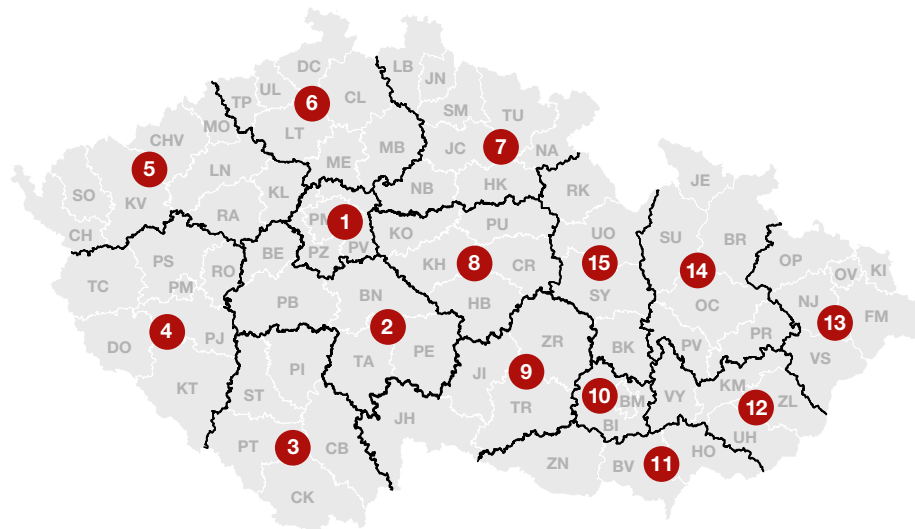 DC
LB
JN
UL
CL
TP
6
SM
TU
MO
LT
CHV
MB
JC
7
NA
5
ME
LN
SO
KV
KL
NB
HK
RK
JE
RA
PM
1
KO
PU
CH
UO
SU
BR
BE
PZ
PV
PS
RO
KH
8
CR
15
14
OP
OV
KI
TC
PM
PB
BN
HB
SY
OC
NJ
FM
4
2
13
DO
PJ
PE
ZR
BK
PV
PR
VS
TA
PI
JI
9
KT
ST
10
BM
VY
KM
12
ZL
TR
JH
BI
PT
3
CB
HO
UH
ZN
BV
11
CK